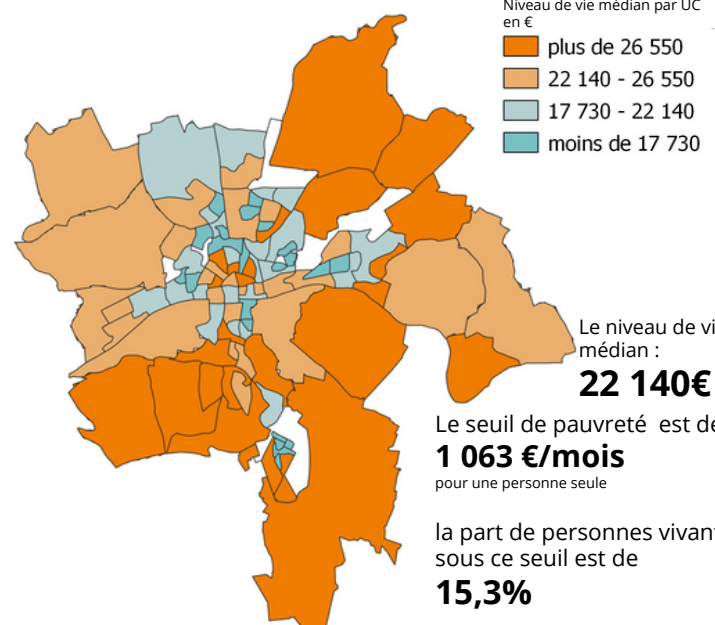 Niveau de vie médian par UC
en €
plus de 26 550
22 140 - 26 550
17 730 - 22 140
moins de 17 730
Le niveau de vi
médian :
22 140€
Le seuil de pauvreté est de
1 063 €/mois
pour une personne seule
la part de personnes vivant
sous ce seuil est de
15,3%